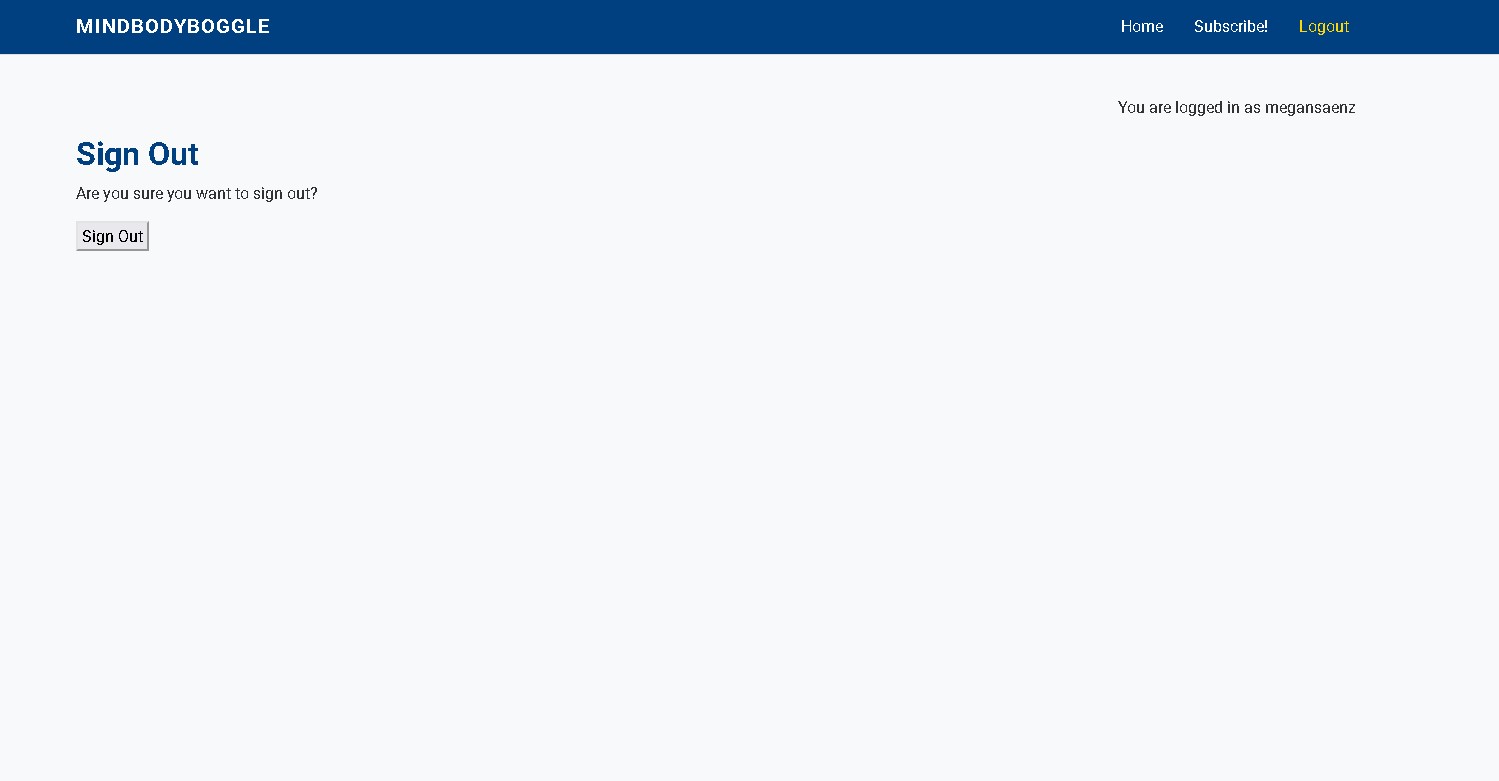 MINDBODYBOGGLE
Home Subscribe! Logout
You are logged in as megansaenz
Sign Out
Are you sure you want to sign out?
Sign Out